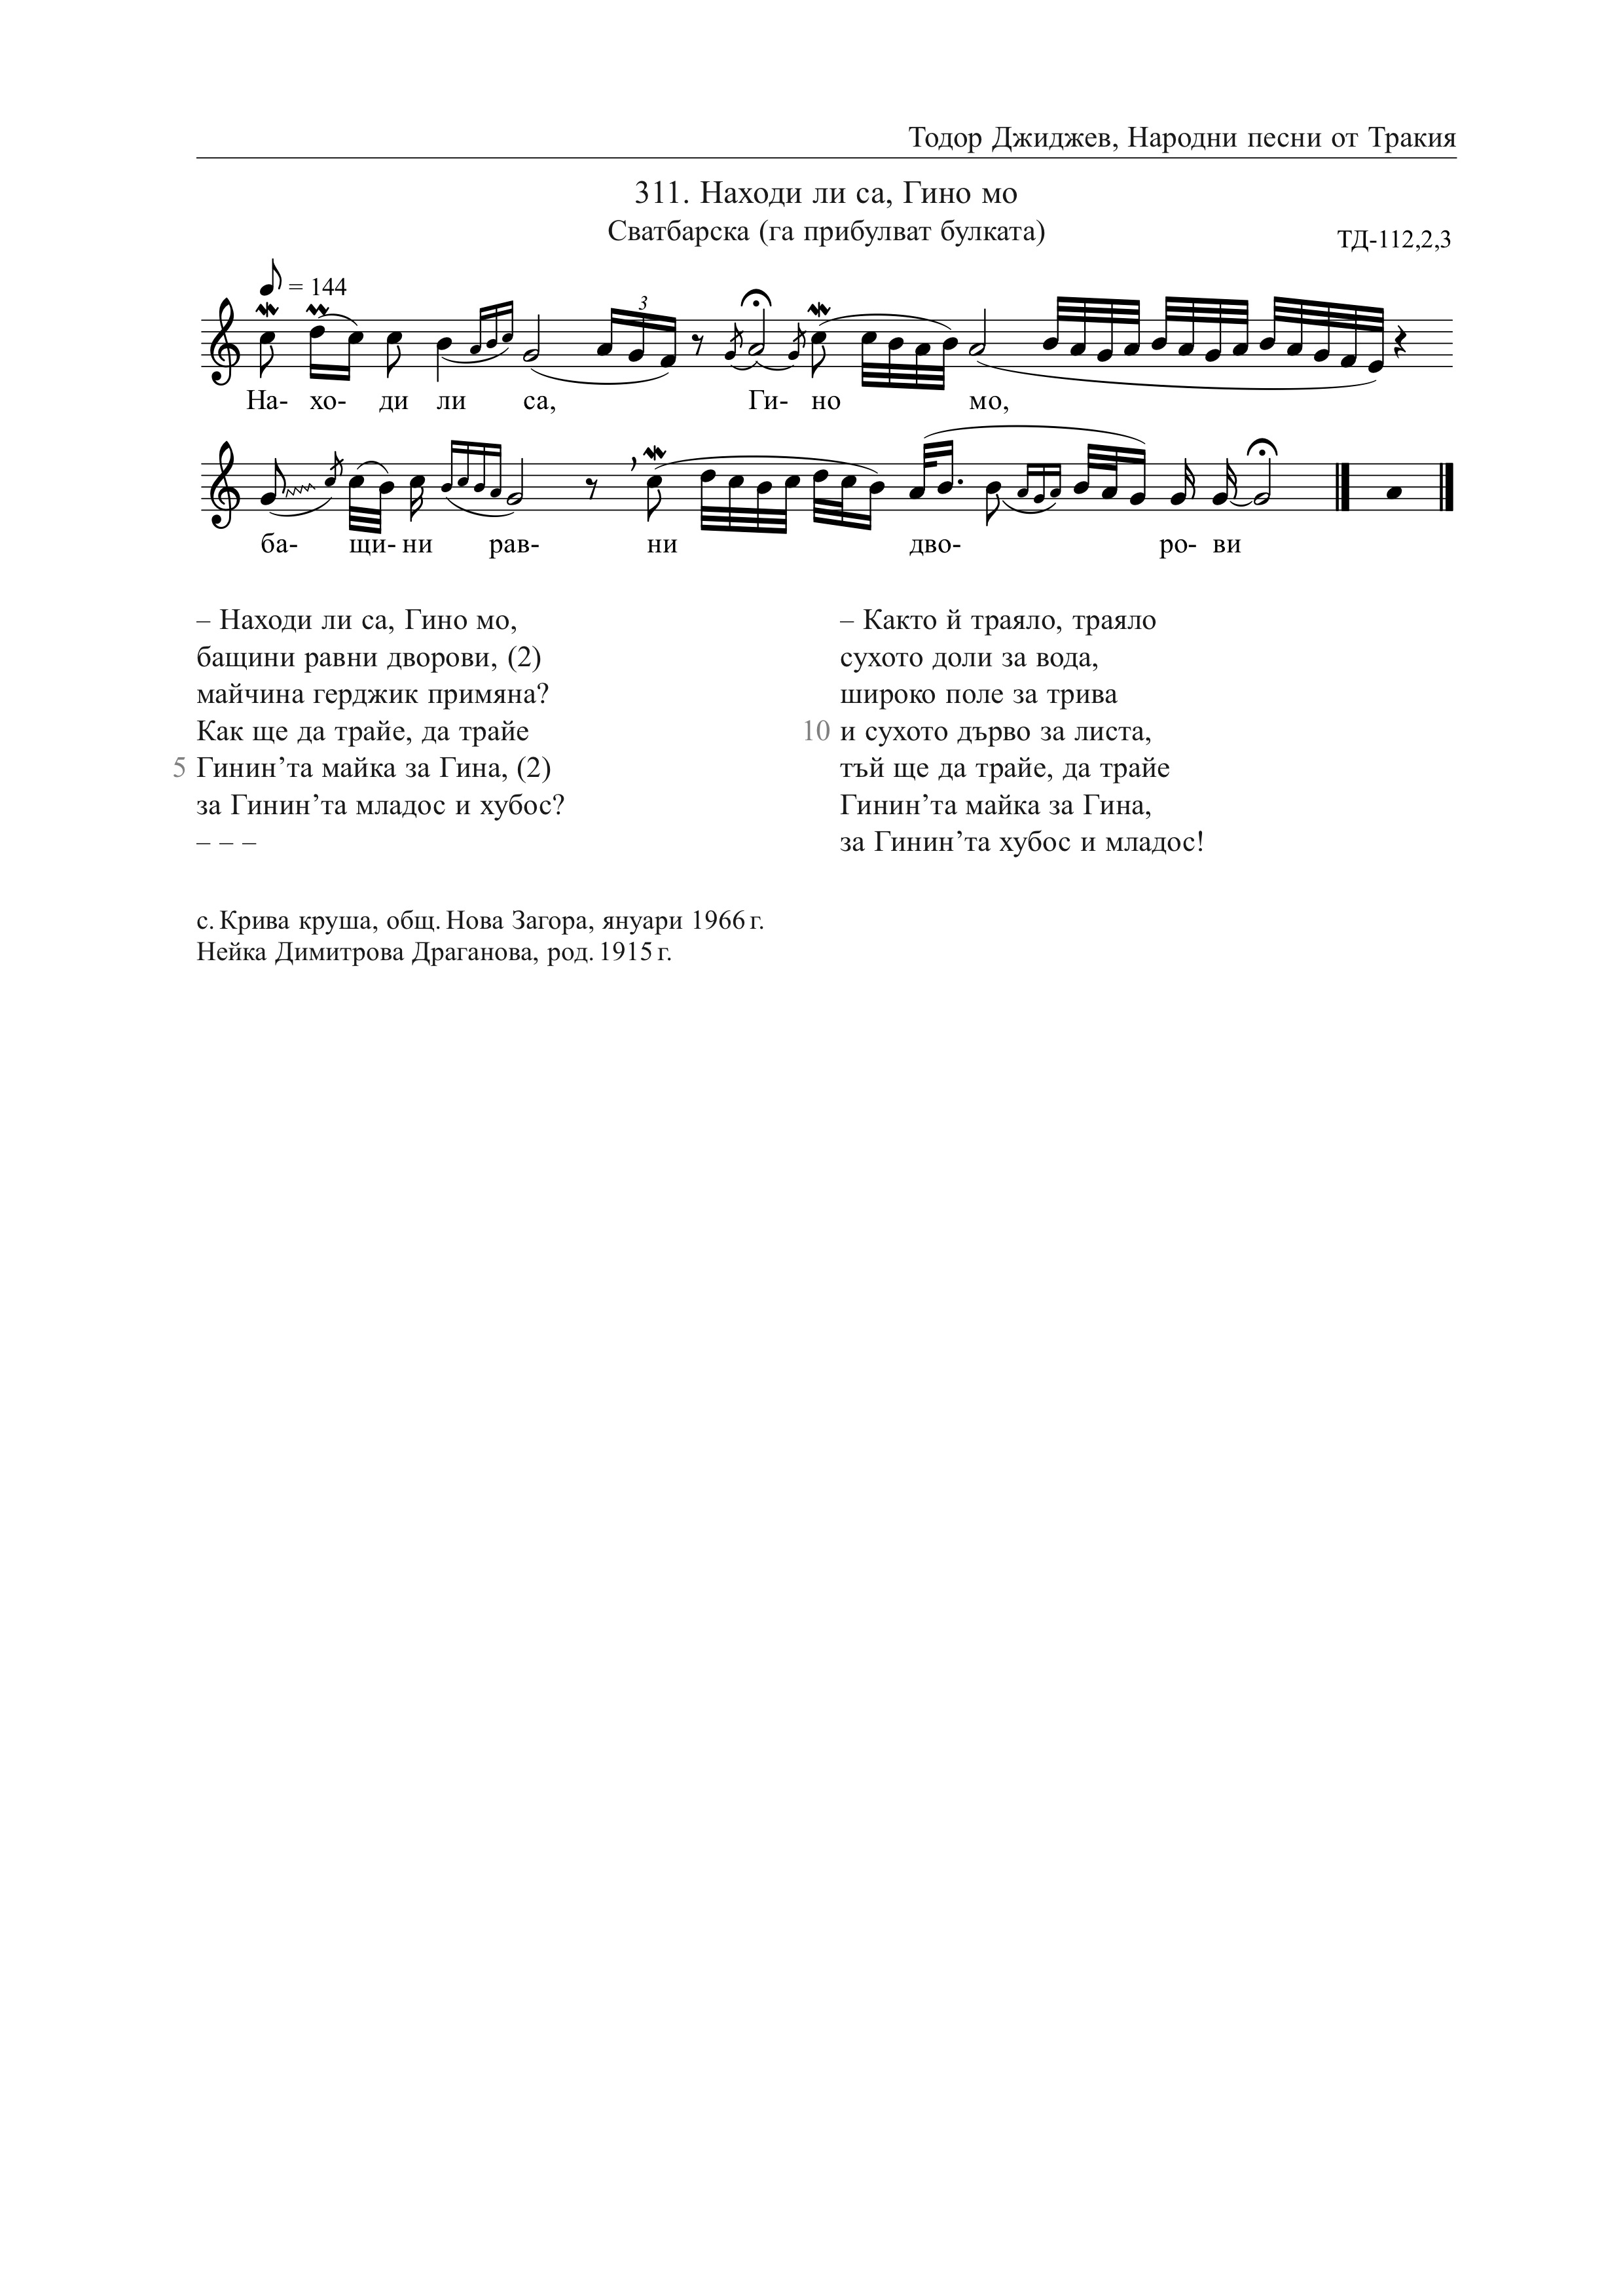 Тодор Джиджев, Народни песни от Тракия
311. Находи ли са, Гино мо
Сватбарска (га прибулват булката)
ТД-112,2,3
= 144
3
На- хо- ди ли са, Ги- но мо,
ба- щи- ни рав- ни дво- ро- ви
– Находи ли са, Гино мо,
бащини равни дворови, (2)
майчина герджик примяна?
Как ще да трайе, да трайе
5 Гинин’та майка за Гина, (2)
за Гинин’та младос и хубос?
– – –
– Както й траяло, траяло
сухото доли за вода,
широко поле за трива
10 и сухото дърво за листа,
тъй ще да трайе, да трайе
Гинин’та майка за Гина,
за Гинин’та хубос и младос!
с. Крива круша, общ. Нова Загора, януари 1966 г.
Нейка Димитрова Драганова, род. 1915 г.